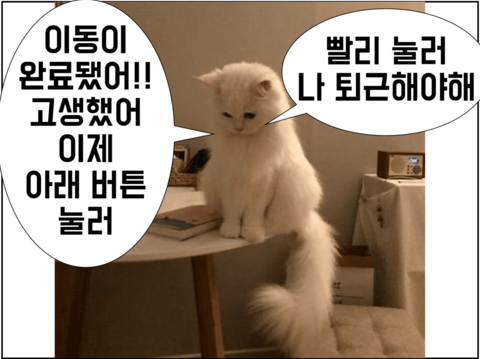 이동이
완료됐어!!
고생했어
이제
아래 버튼
눌러
빨리 눌러
나 퇴근해야해